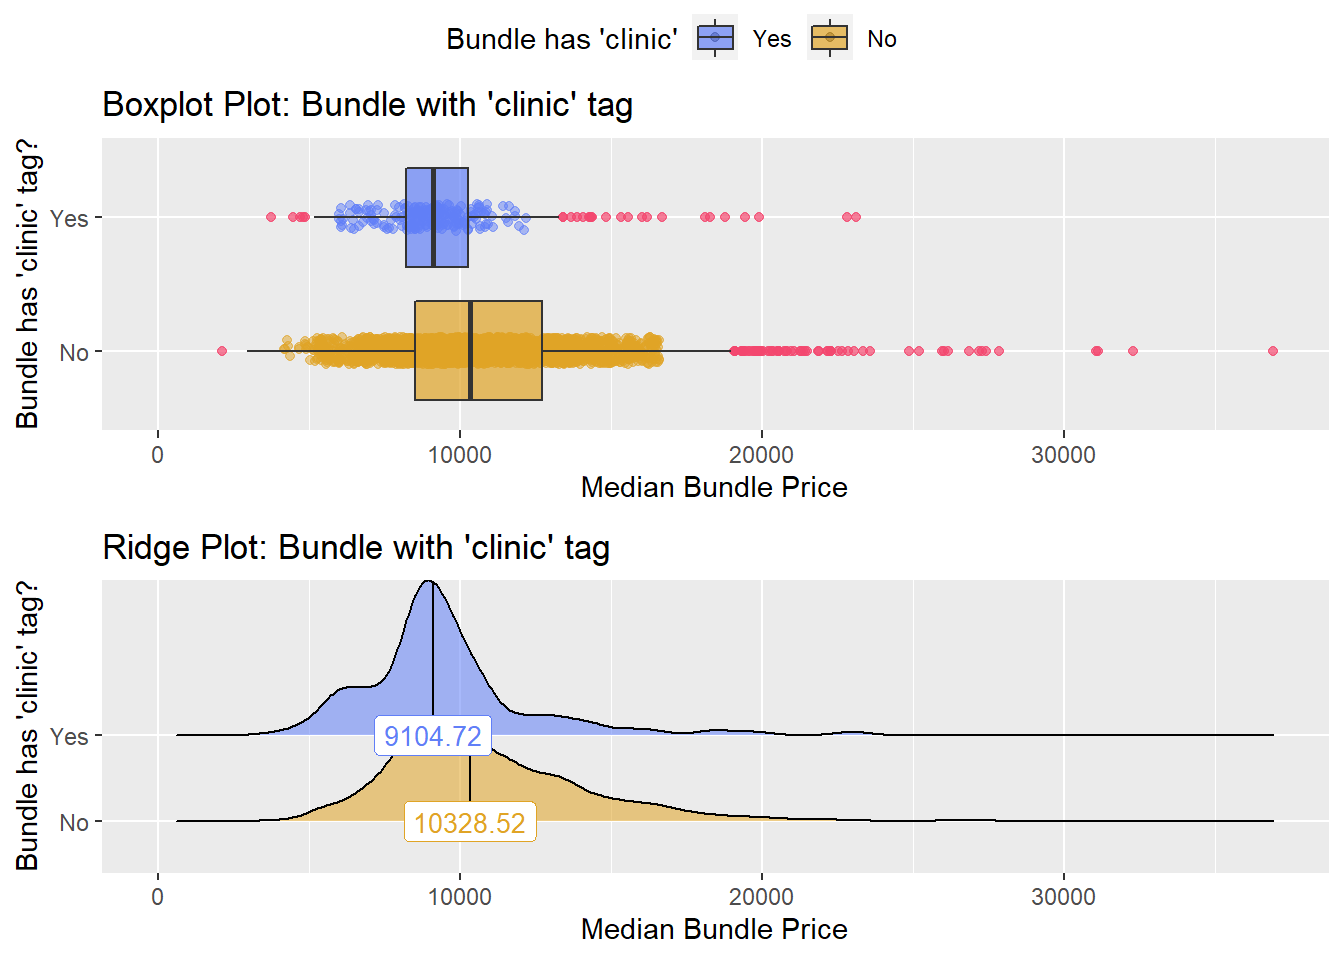 Bundle has 'clinic' Yes No
Boxplot Plot: Bundle with 'clinic' tag
Bundle has 'clinic' tag?
Yes
No
0 10000 20000 30000
Median Bundle Price
Ridge Plot: Bundle with 'clinic' tag
Bundle has 'clinic' tag?
Yes
9104.72
No
10328.52
0 10000 20000 30000
Median Bundle Price